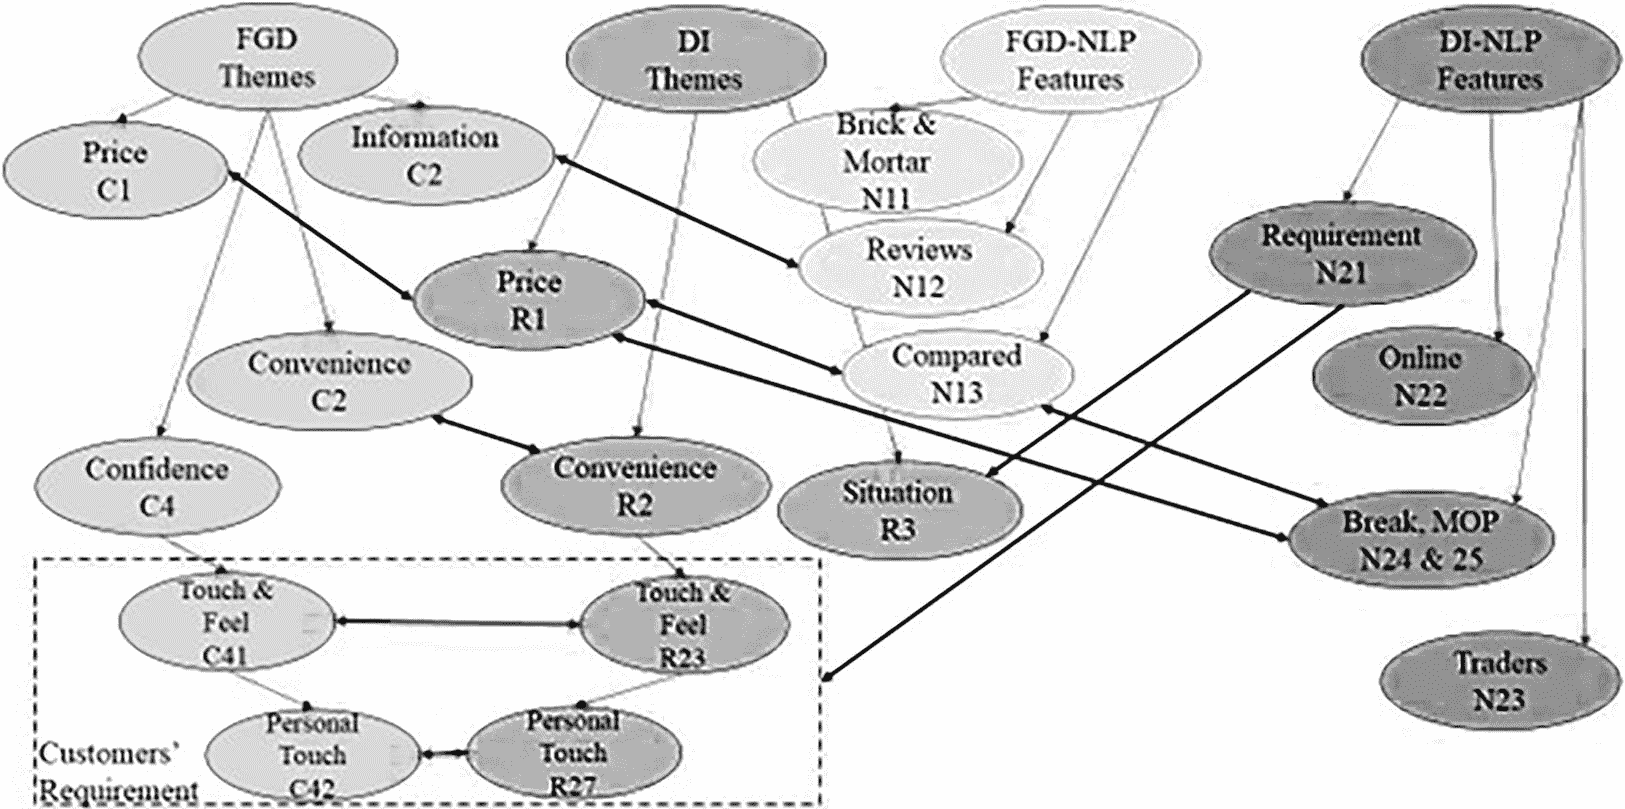 FGD
Themes
DI
Themes
FGD-NLP
Features
DI-NLP
Features
Price
C1
Information
C2
Brick &
Mortar
N11
Requirement
N21
Reviews
N12
Price
R1
Convenience
C2
Compared
N13
Online
N22
Confidence
C4
Convenience
R2
Situation
R3
Break, MOP
N24 & 25
Touch &
Feel
C41
Touch &
Feel
R23
Traders
N23
Personal
Touch
C42
Personal
Touch
R27
Customers'
Requirement